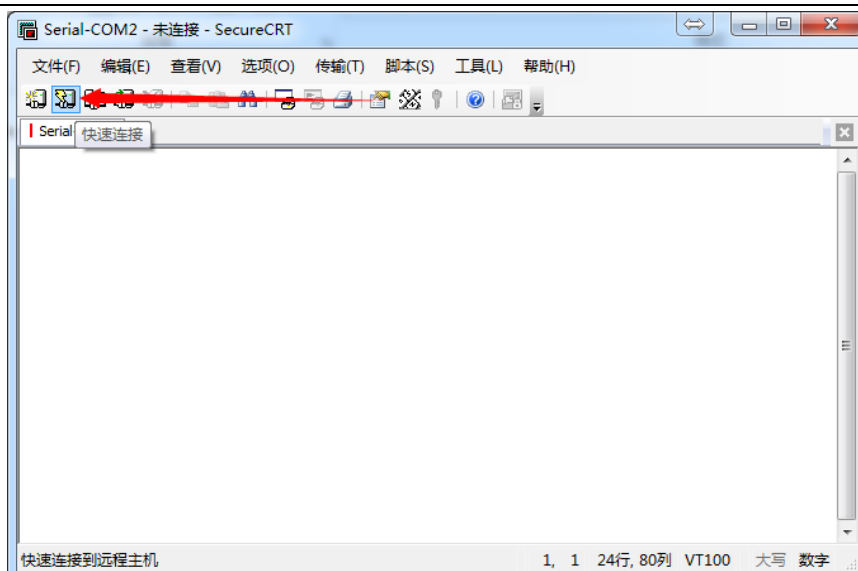 Serial-COM2 - 未连接 - SecureCRT
文件(F) 编辑(E) 查看(V) 选项(O) 传输(T) 脚本(S) 工具(L) 帮助(H)
Serial
快速连接
快速连接到远程主机 1, 1 24行, 80列 VT100 大写 数字